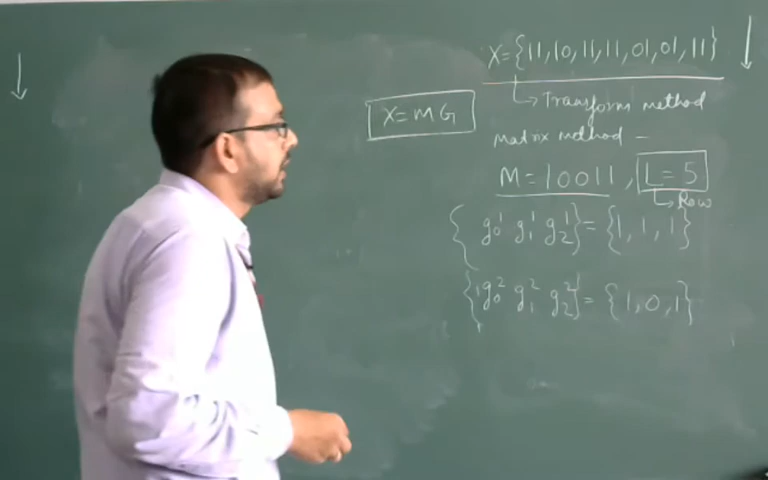 X={11,10,11,11,01,01,11}
↳ Transform method
X=MG
Matrix method –
M=10011, L=5
↳ Row
{g₀¹ g₁¹ g₂¹}={1,1,1}
{g₀² g₁² g₂²}={1,0,1}